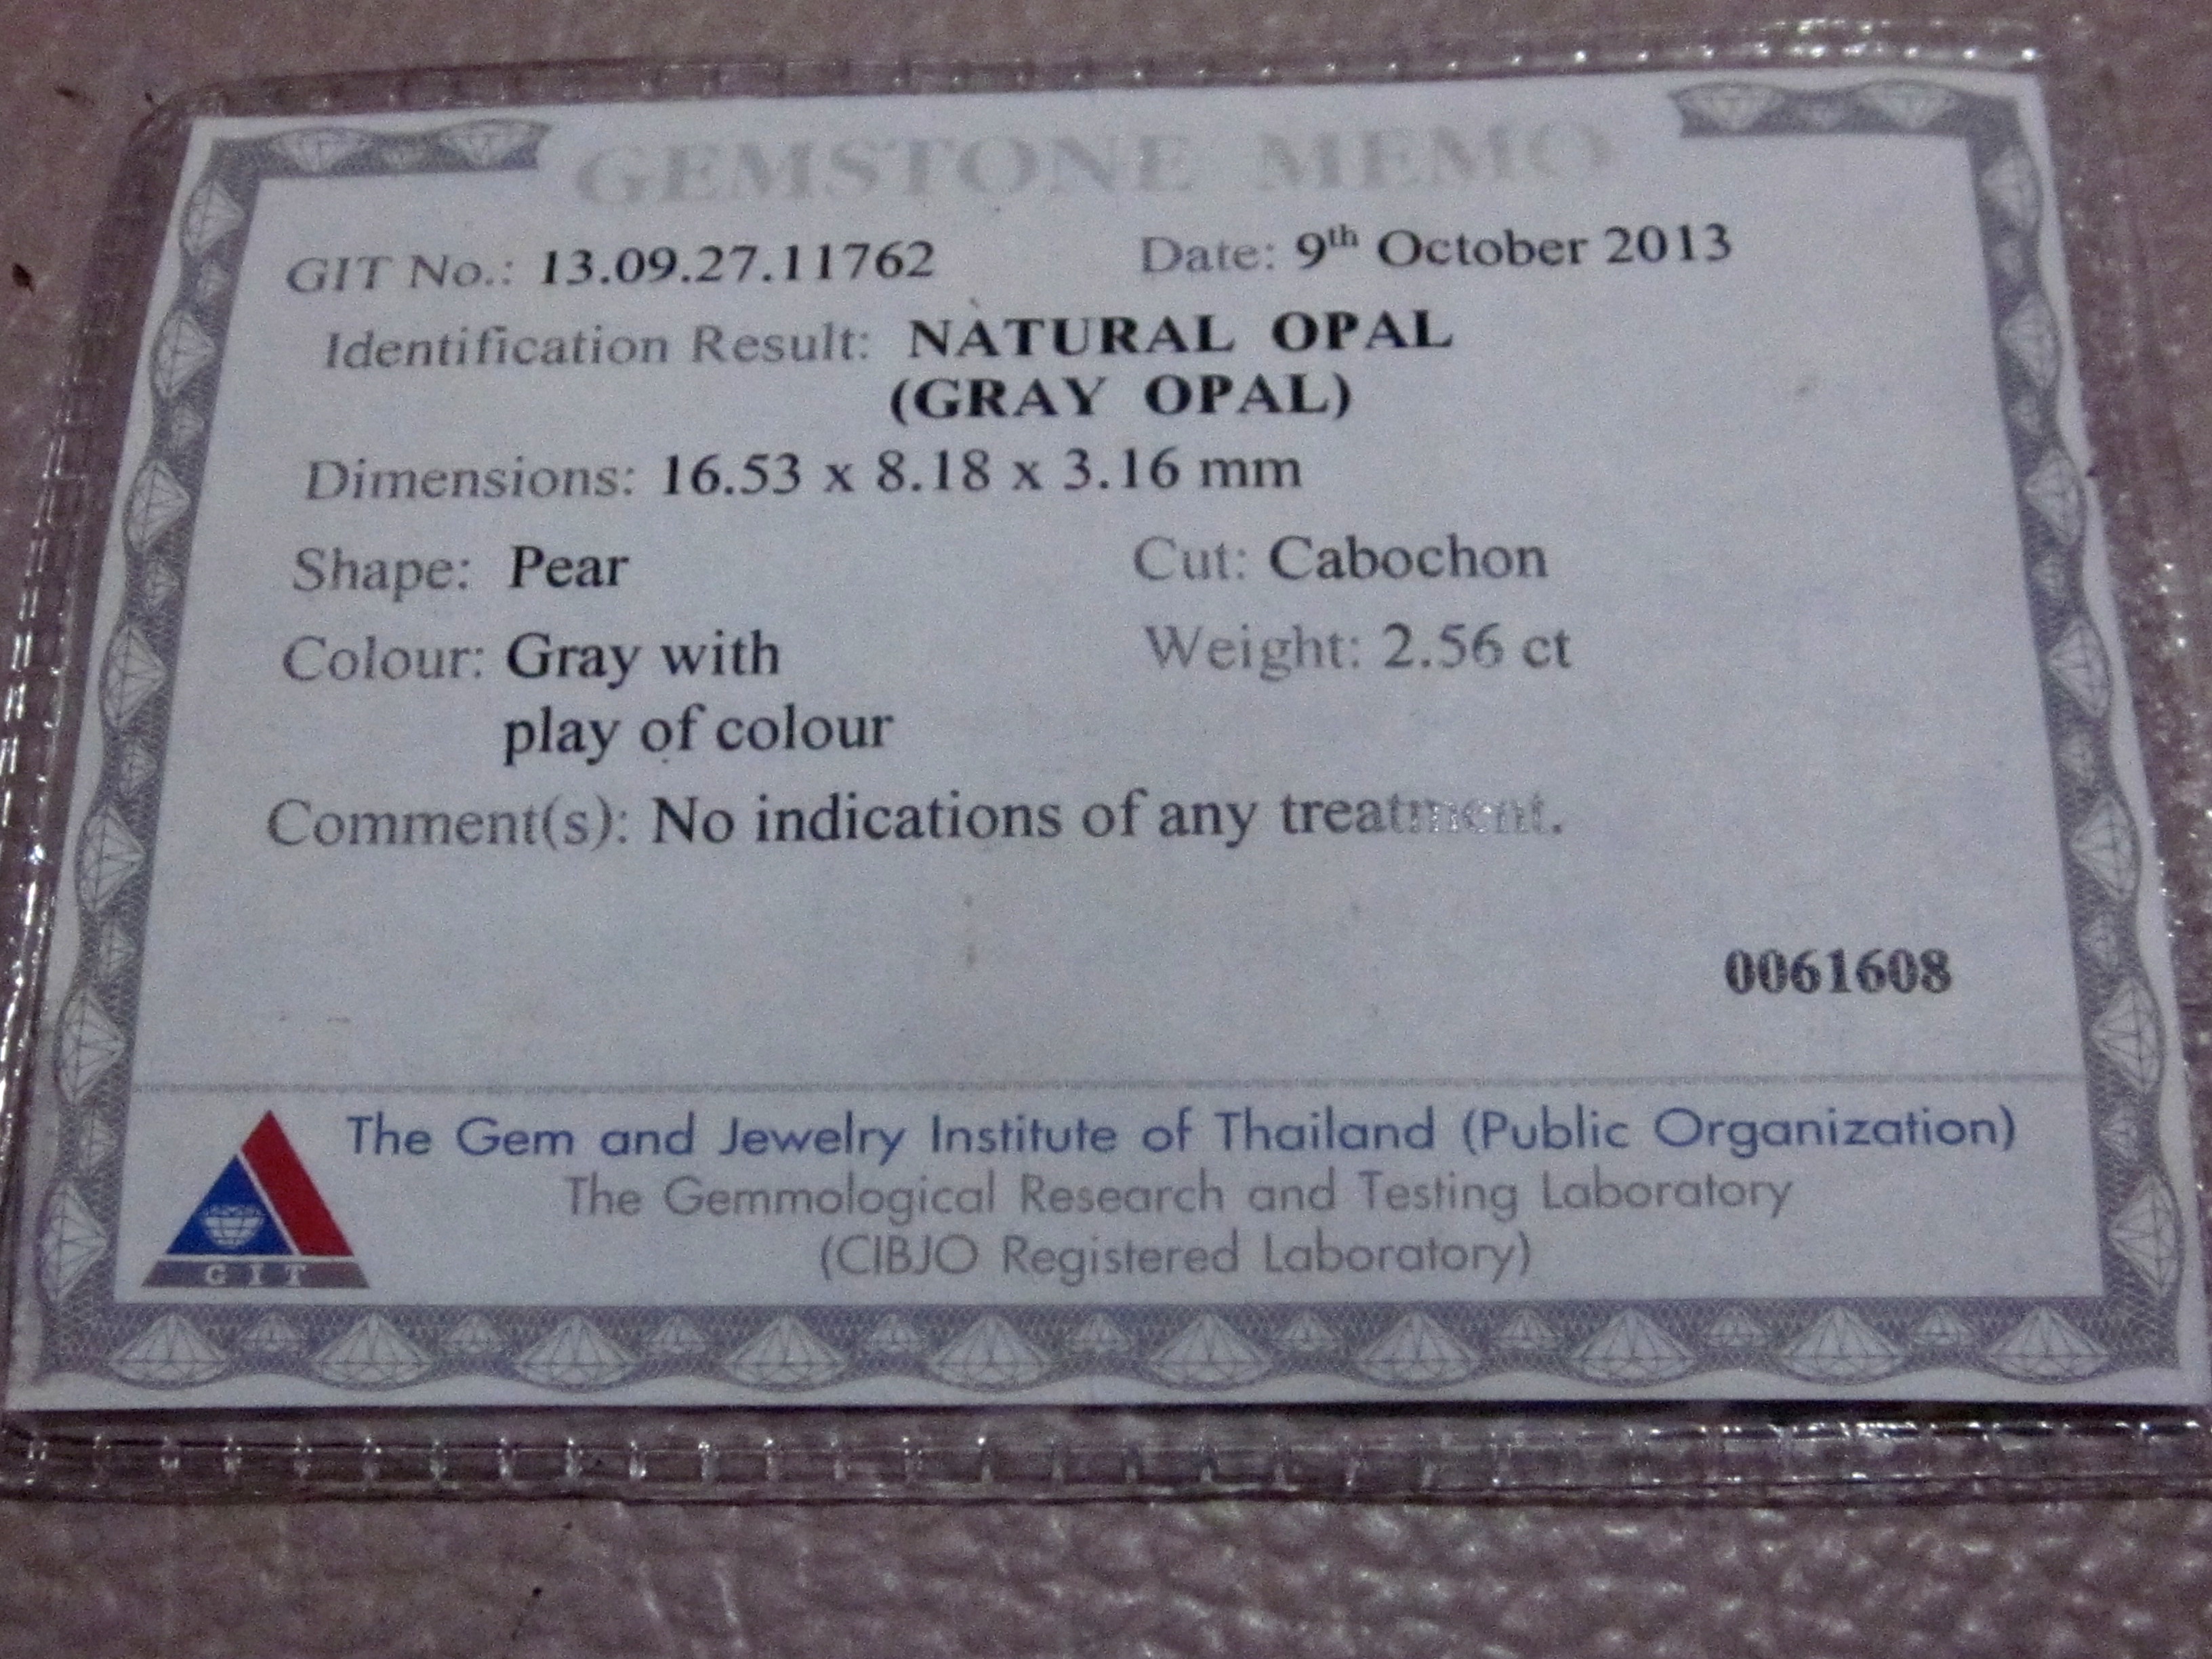 GEMSTONE MEMO
GIT No.: 13.09.27.11762 Date: 9th October 2013
Identification Result: NATURAL OPAL
(GRAY OPAL)
Dimensions: 16.53 x 8.18 x 3.16 mm
Shape: Pear Cut: Cabochon
Colour: Gray with Weight: 2.56 ct
play of colour
Comment(s): No indications of any treatment.
0061608
The Gem and Jewelry Institute of Thailand (Public Organization)
The Gemmological Research and Testing Laboratory
(CIBJO Registered Laboratory)
GIT